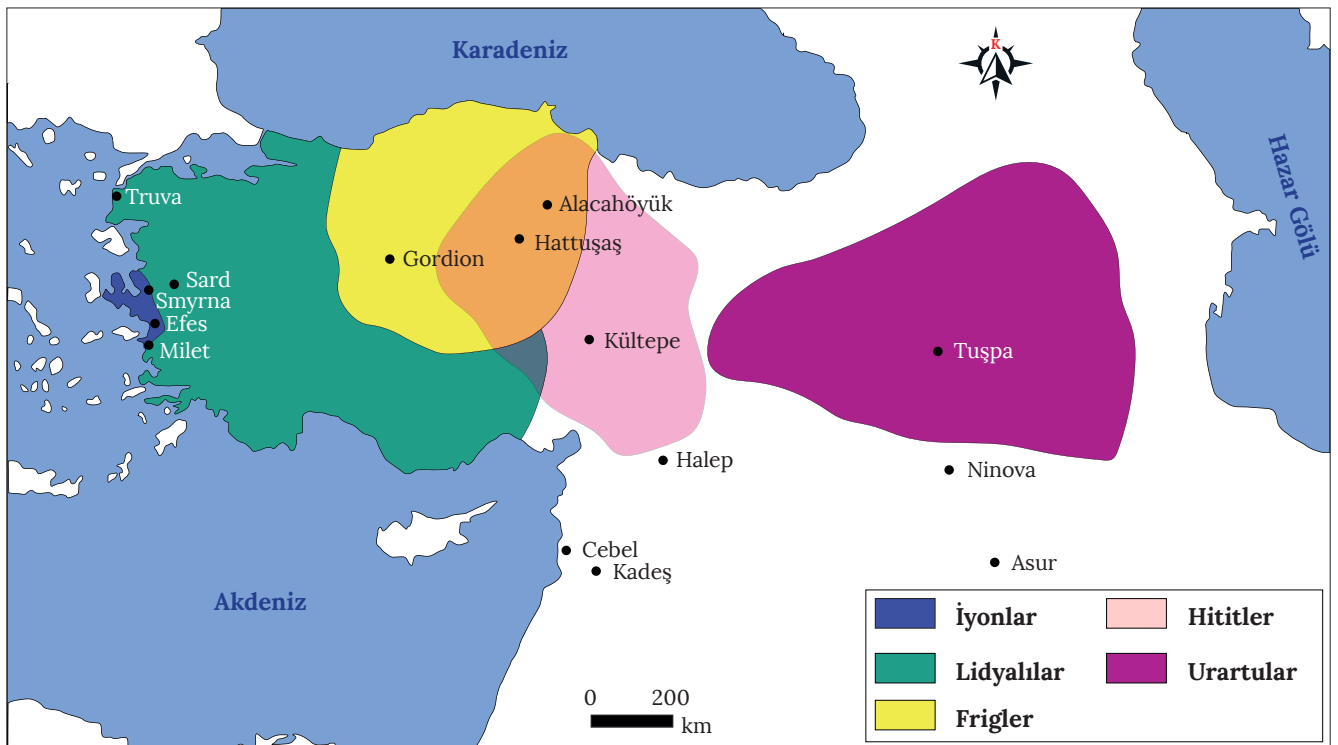 Karadeniz
K
Hazar Gölü
Truva
Alacahöyük
Hattuşaş
Gordion
Sard
Smyrna
Efes
Milet
Kültepe
Tuşpa
Halep
Ninova
Cebel
Kadeş
Asur
Akdeniz
0 200
km
İyonlar
Lidyalılar
Frigler
Hititler
Urartular